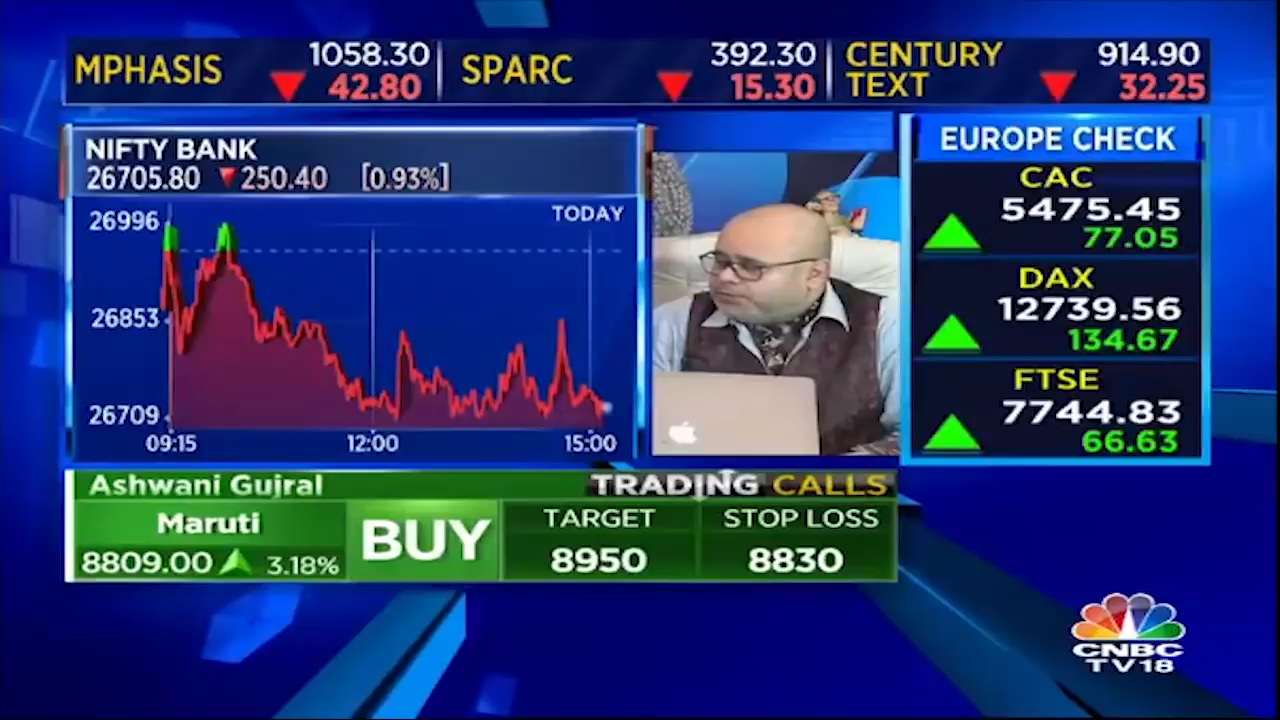 MPHASIS 1058.30 42.80
SPARC 392.30 15.30
CENTURY TEXT 914.90 32.25
NIFTY BANK
26705.80 250.40 [0.93%]
TODAY
26996
26853
26709
09:15 12:00 15:00
EUROPE CHECK
CAC
5475.45
77.05
DAX
12739.56
134.67
FTSE
7744.83
66.63
Ashwani Gujral
TRADING CALLS
Maruti
8809.00 3.18%
BUY
TARGET
8950
STOP LOSS
8830
CNBC
TV18